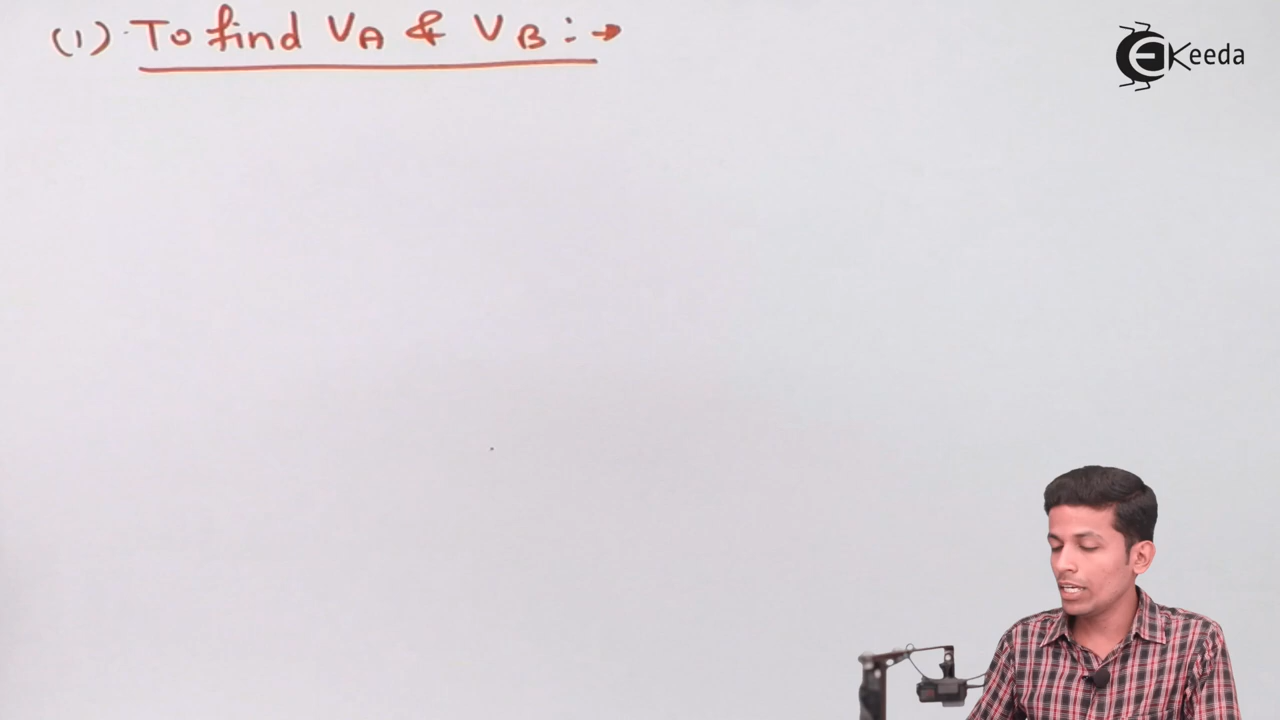 (1) To find VA & VB :→
EKeeda